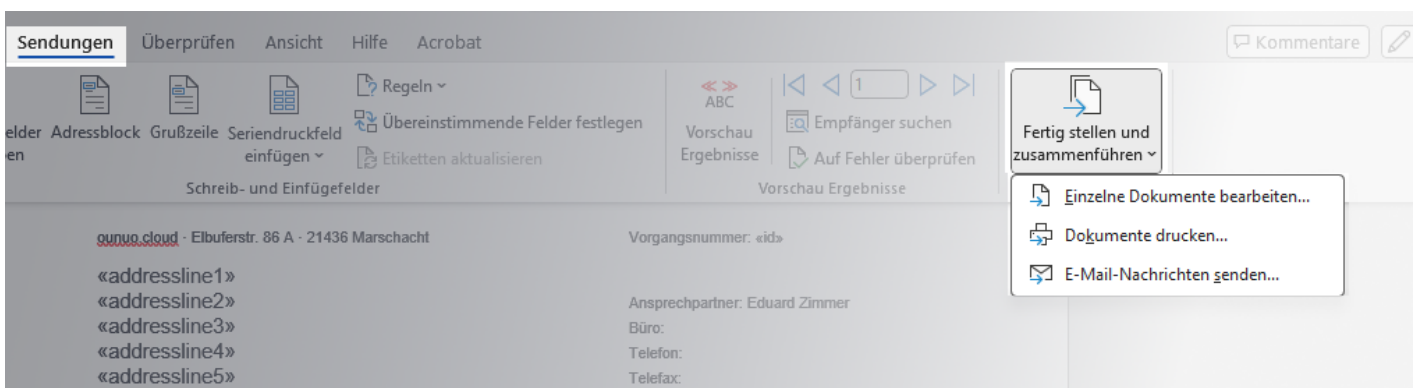 Sendungen Überprüfen Ansicht Hilfe Acrobat Kommentare
elder Adressblock Grußzeile Seriendruckfeld
en einfügen
Regeln
Übereinstimmende Felder festlegen
Etiketten aktualisieren
Schreib- und Einfügefelder
ABC
Vorschau
Ergebnisse
1
Empfänger suchen
Auf Fehler überprüfen
Vorschau Ergebnisse
Fertig stellen und
zusammenführen
Einzelne Dokumente bearbeiten...
Dokumente drucken...
E-Mail-Nachrichten senden...
qunuo.cloud · Elbuferstr. 86 A · 21436 Marschacht
Vorgangsnummer: «id»
«addressline1»
«addressline2»
«addressline3»
«addressline4»
«addressline5»
Ansprechpartner: Eduard Zimmer
Büro:
Telefon:
Telefax: